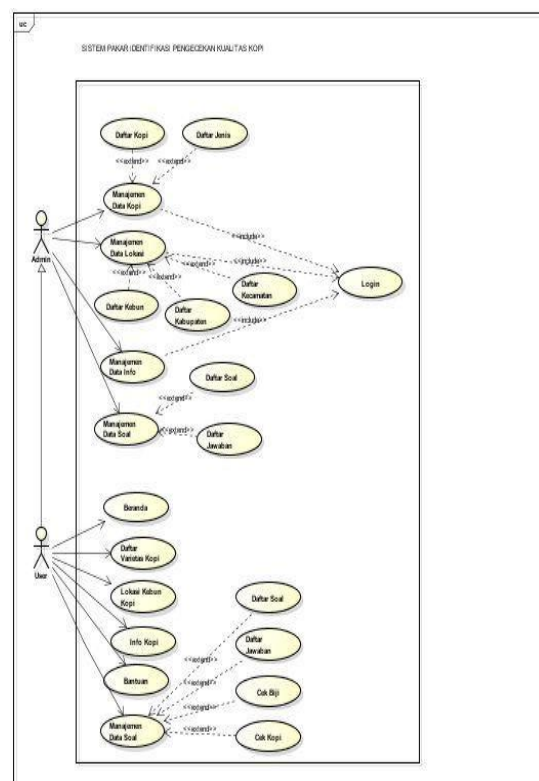 uc
SISTEM PAKAR IDENTIFIKASI PENGECEKAN KUALITAS KOPI
Daftar Kopi
Daftar Jenis
<<extend>>
<<extend>>
Manajemen
Data Kopi
<<include>>
Admin
Manajemen
Data Lokasi
<<include>>
<<extend>>
<<extend>>
<<extend>>
Daftar
Kecamatan
Login
Daftar Kebun
Daftar
Kabupaten
<<include>>
Manajemen
Data Info
Daftar Soal
<<extend>>
Manajemen
Data Soal
<<extend>>
Daftar
Jawaban
Beranda
User
Daftar
Varietas Kopi
Lokasi Kebun
Kopi
Daftar Soal
Info Kopi
Daftar
Jawaban
<<extend>>
<<extend>>
Bantuan
Cek Biji
<<extend>>
Manajemen
Data Soal
<<extend>>
Cek Kopi